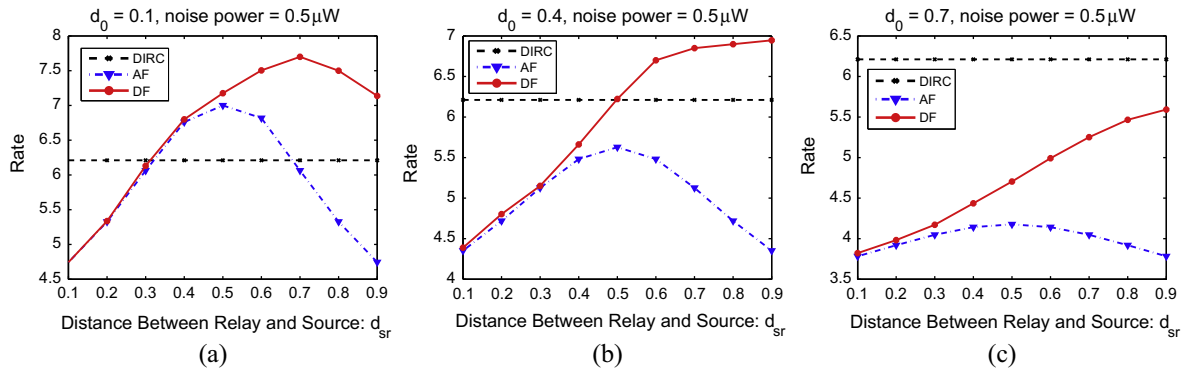 d0 = 0.1, noise power = 0.5μW
8
7.5
7
6.5
6
5.5
5
4.5
Rate
DIRC
AF
DF
0.1 0.2 0.3 0.4 0.5 0.6 0.7 0.8 0.9
Distance Between Relay and Source: dsr
(a)
d0 = 0.4, noise power = 0.5μW
7
6.5
6
5.5
5
4.5
4
Rate
DIRC
AF
DF
0.1 0.2 0.3 0.4 0.5 0.6 0.7 0.8 0.9
Distance Between Relay and Source: dsr
(b)
d0 = 0.7, noise power = 0.5μW
6.5
6
5.5
5
4.5
4
3.5
Rate
DIRC
AF
DF
0.1 0.2 0.3 0.4 0.5 0.6 0.7 0.8 0.9
Distance Between Relay and Source: dsr
(c)